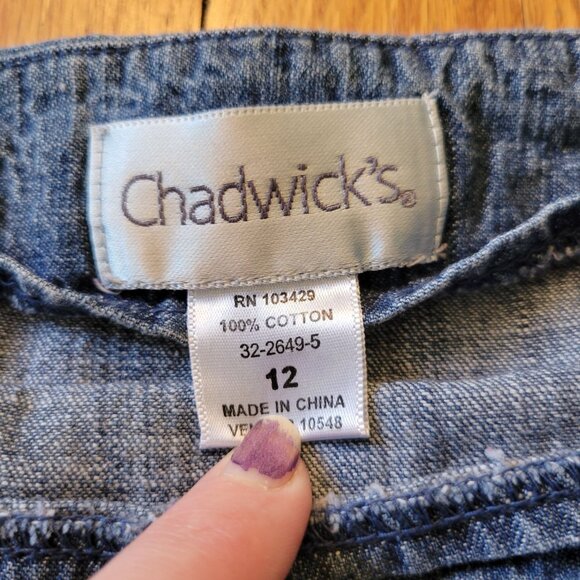 Chadwick's®
RN 103429
100% COTTON
32-2649-5
12
MADE IN CHINA
10548